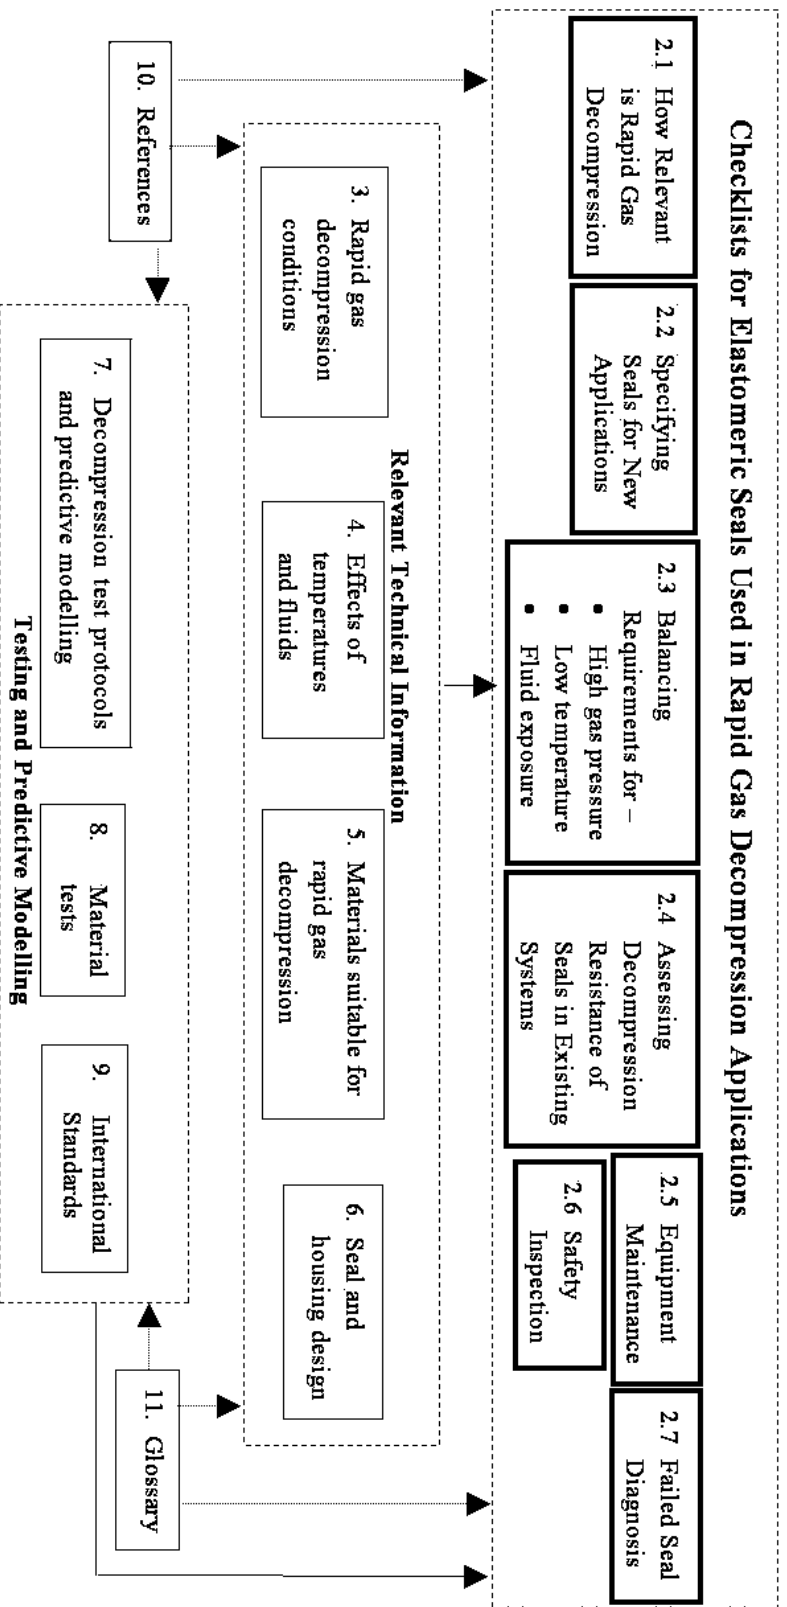 Checklists for Elastomeric Seals Used in Rapid Gas Decompression Applications
2.1 How Relevant
is Rapid Gas
Decompression
2.2 Specifying
Seals for New
Applications
2.3 Balancing
Requirements for –
▪ High gas pressure
▪ Low temperature
▪ Fluid exposure
2.4 Assessing
Decompression
Resistance of
Seals in Existing
Systems
2.5 Equipment
Maintenance
2.6 Safety
Inspection
2.7 Failed Seal
Diagnosis
Relevant Technical Information
3. Rapid gas
decompression
conditions
4. Effects of
temperatures
and fluids
5. Materials suitable for
rapid gas
decompression
6. Seal and
housing design
10. References
11. Glossary
7. Decompression test protocols
and predictive modelling
8. Material
tests
9. International
Standards
Testing and Predictive Modelling